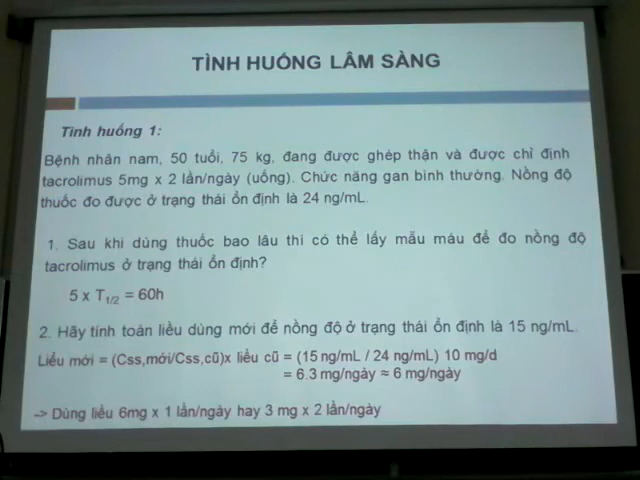 TÌNH HUỐNG LÂM SÀNG
Tình huống 1:
Bệnh nhân nam, 50 tuổi, 75 kg, đang được ghép thận và được chỉ định
tacrolimus 5mg x 2 lần/ngày (uống). Chức năng gan bình thường. Nồng độ
thuốc đo được ở trạng thái ổn định là 24 ng/mL.
1. Sau khi dùng thuốc bao lâu thì có thể lấy mẫu máu để đo nồng độ
tacrolimus ở trạng thái ổn định?
5 x T1/2 = 60h
2. Hãy tính toán liều dùng mới để nồng độ ở trạng thái ổn định là 15 ng/mL.
Liều mới = (Css,mới/Css,cũ)x liều cũ = (15 ng/mL / 24 ng/mL) 10 mg/d
= 6.3 mg/ngày ≈ 6 mg/ngày
-> Dùng liều 6mg x 1 lần/ngày hay 3 mg x 2 lần/ngày